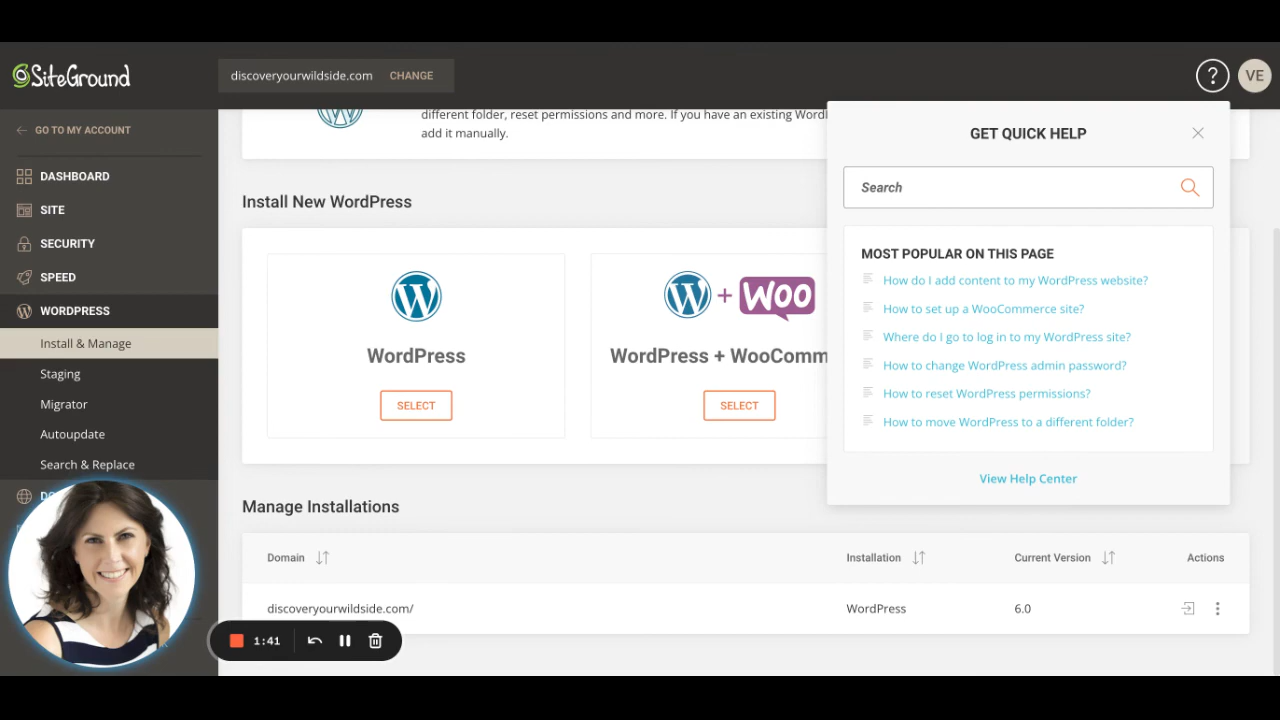 SiteGround
discoveryourwildside.com CHANGE
? VE
GO TO MY ACCOUNT
DASHBOARD
SITE
SECURITY
SPEED
WORDPRESS
Install & Manage
Staging
Migrator
Autoupdate
Search & Replace
different folder, reset permissions and more. If you have an existing
add it manually.
Install New WordPress
WordPress
SELECT
+ WOO
WordPress + WooComm
SELECT
GET QUICK HELP
Search
MOST POPULAR ON THIS PAGE
How do I add content to my WordPress website?
How to set up a WooCommerce site?
Where do I go to log in to my WordPress site?
How to change WordPress admin password?
How to reset WordPress permissions?
How to move WordPress to a different folder?
View Help Center
Manage Installations
Domain Installation Current Version Actions
discoveryourwildside.com/ WordPress 6.0
1:41